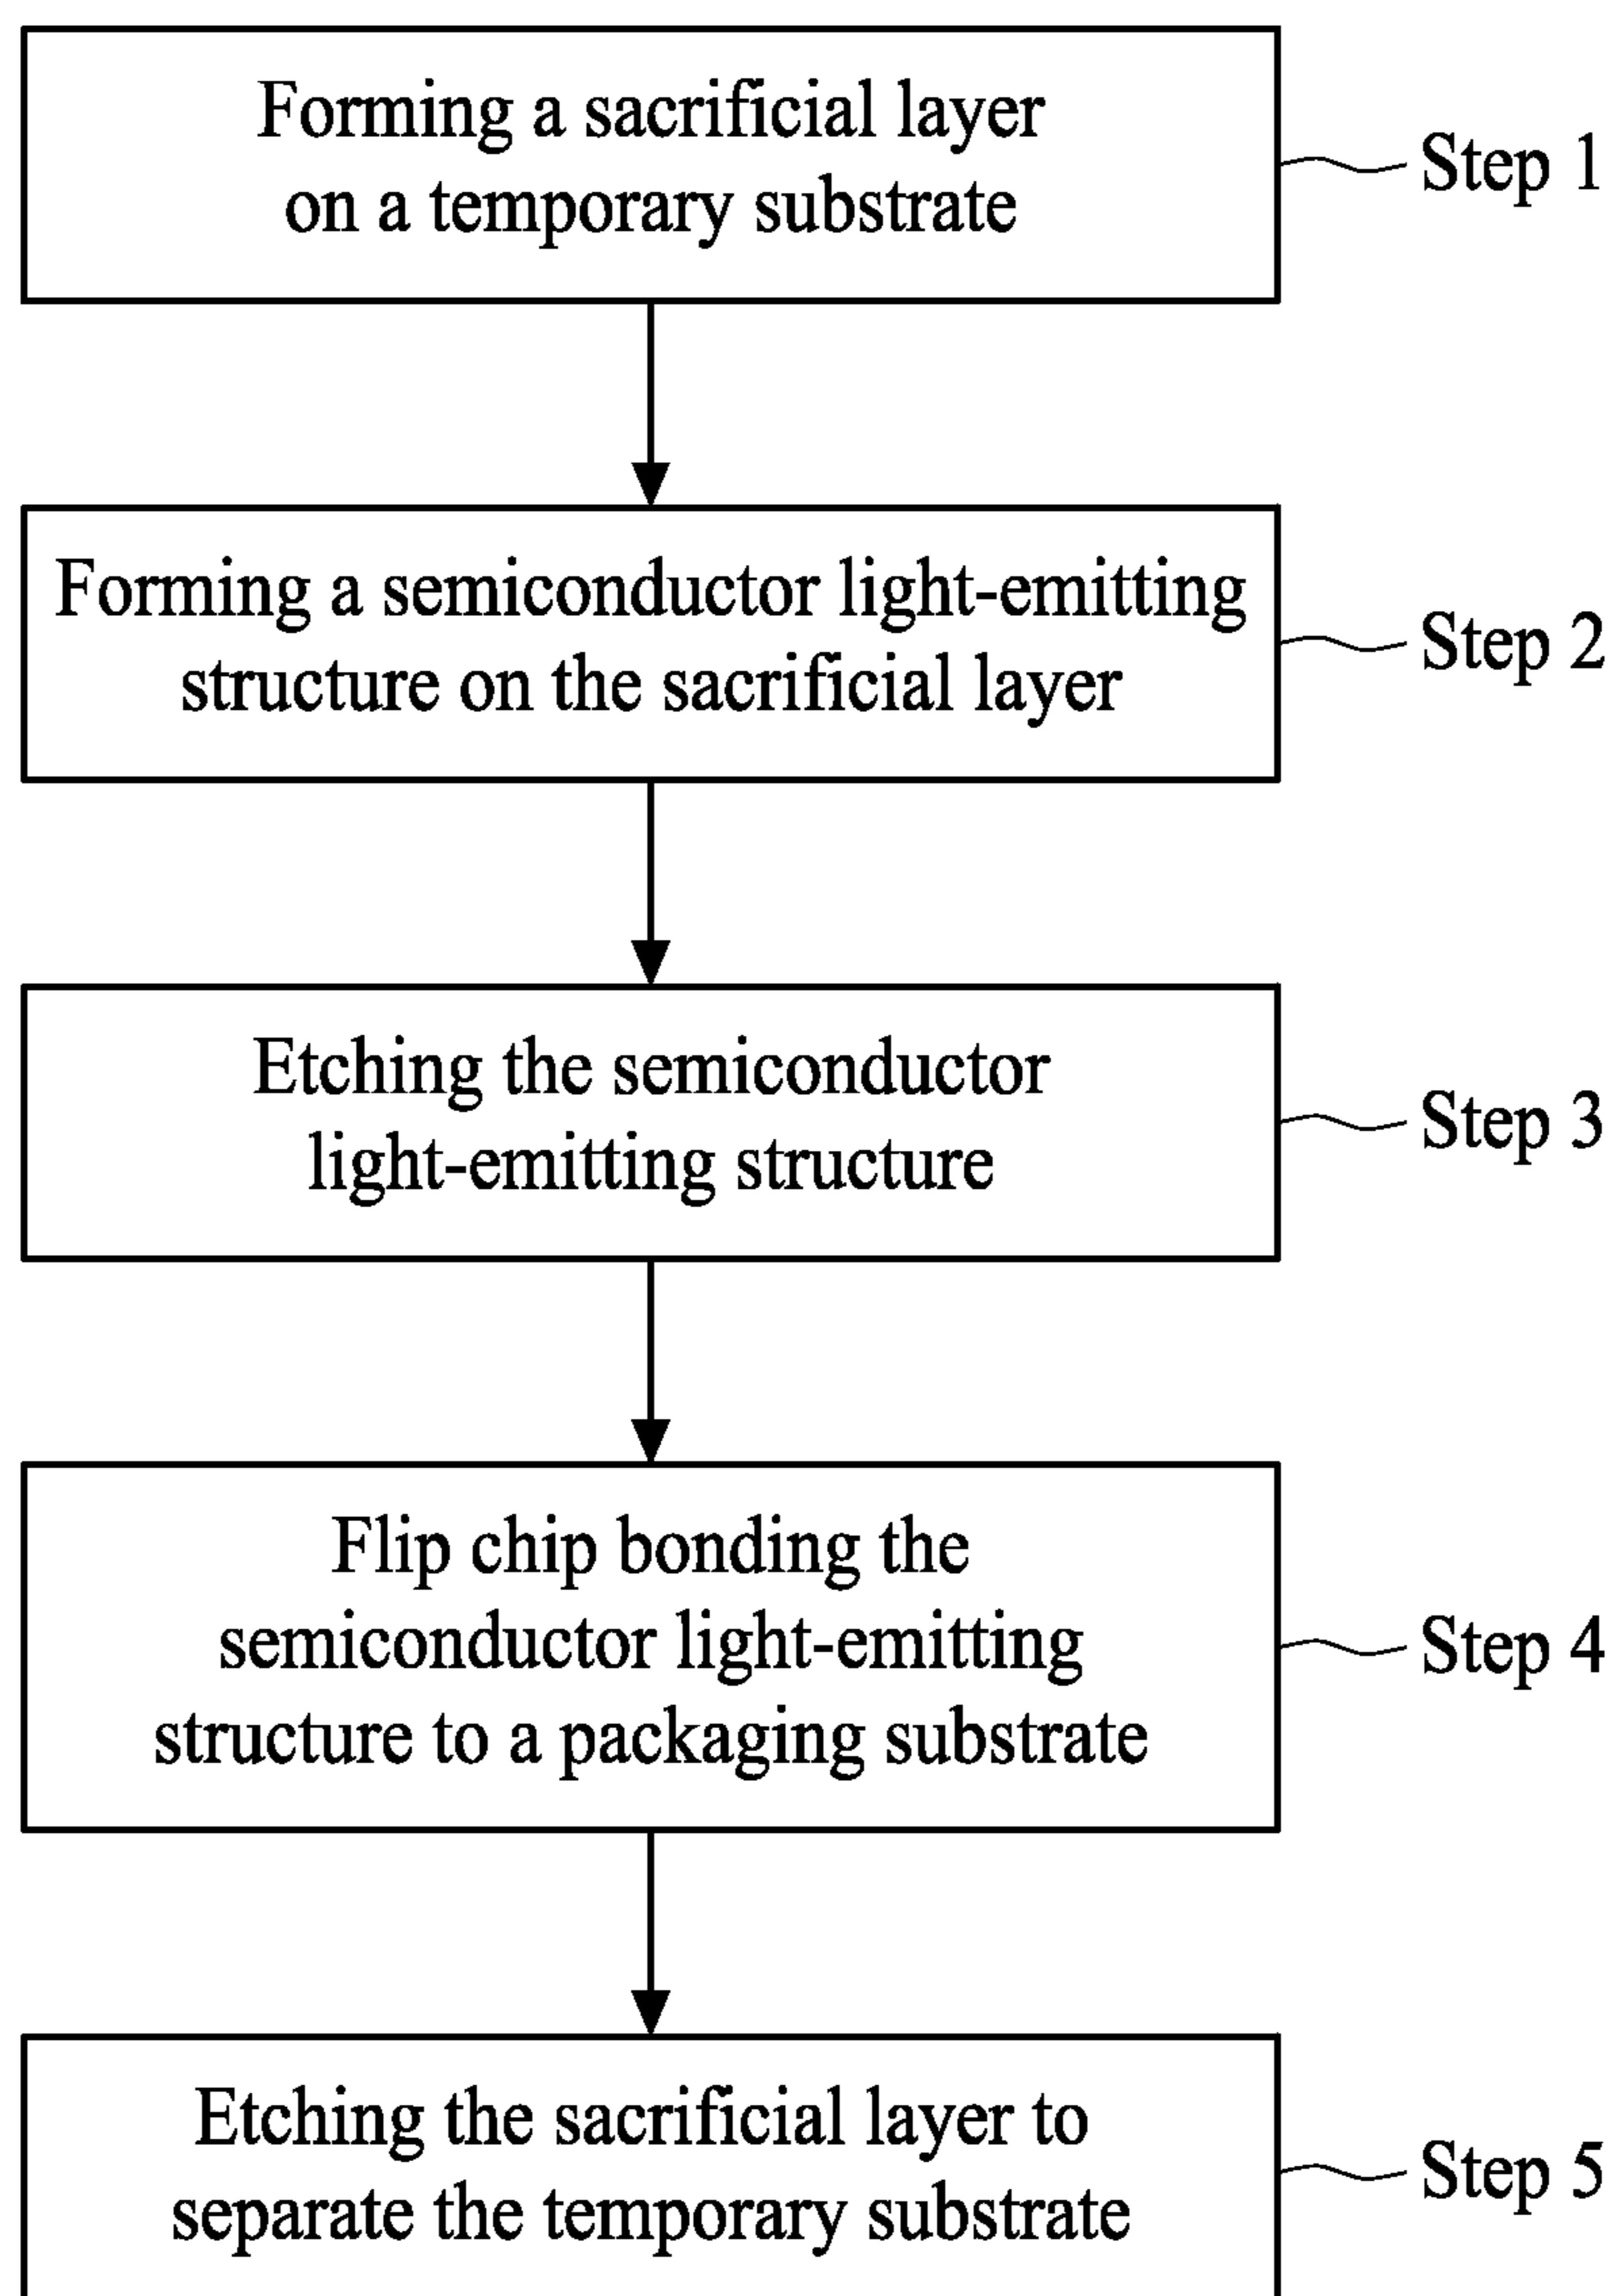 Forming a sacrificial layer
on a temporary substrate
Step 1
Forming a semiconductor light-emitting
structure on the sacrificial layer
Step 2
Etching the semiconductor
light-emitting structure
Step 3
Flip chip bonding the
semiconductor light-emitting
structure to a packaging substrate
Step 4
Etching the sacrificial layer to
separate the temporary substrate
Step 5